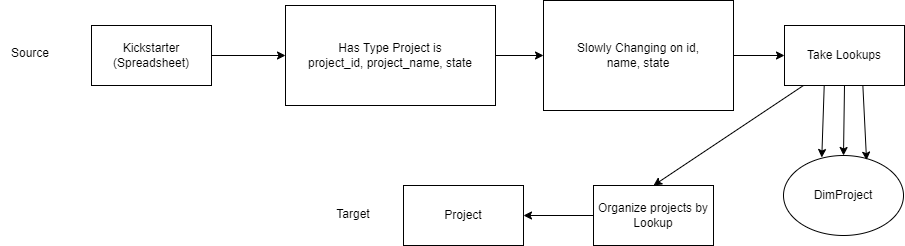 Source
Kickstarter
(Spreadsheet)
Has Type Project is
project_id, project_name, state
Slowly Changing on id,
name, state
Take Lookups
DimProject
Target
Project
Organize projects by
Lookup